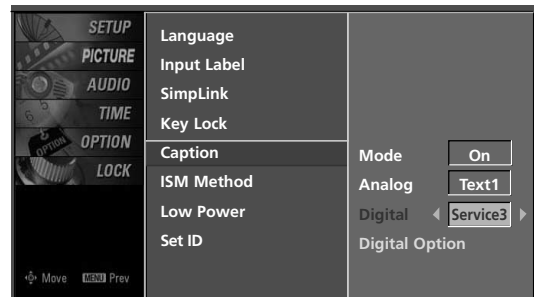 SETUP
PICTURE
AUDIO
TIME
OPTION
LOCK
Move MENU Prev
Language
Input Label
SimpLink
Key Lock
Caption
ISM Method
Low Power
Set ID
Mode On
Analog Text1
Digital Service3
Digital Option